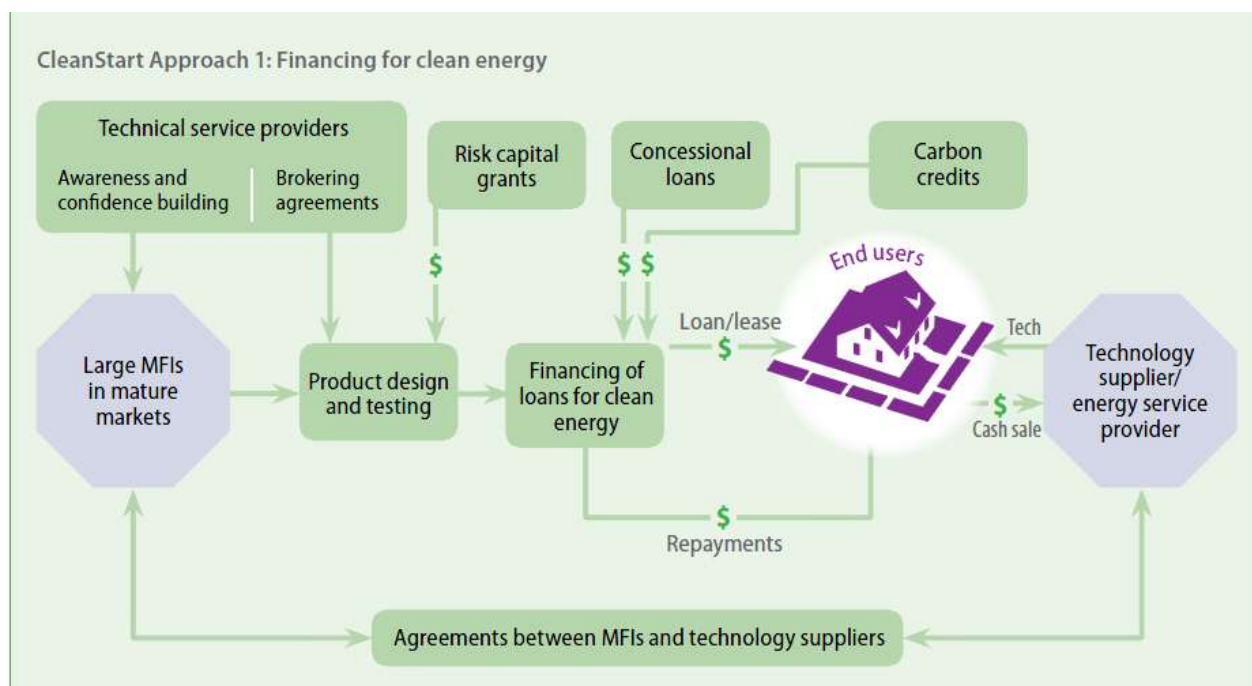 CleanStart Approach 1: Financing for clean energy
Technical service providers
Awareness and
confidence building
Brokering
agreements
Risk capital
grants
Concessional
loans
Carbon
credits
End users
Large MFIs
in mature
markets
Product design
and testing
Financing of
loans for clean
energy
$
$
$
Loan/lease
$
Tech
$
Cash sale
Technology
supplier/
energy service
provider
$
Repayments
Agreements between MFIs and technology suppliers